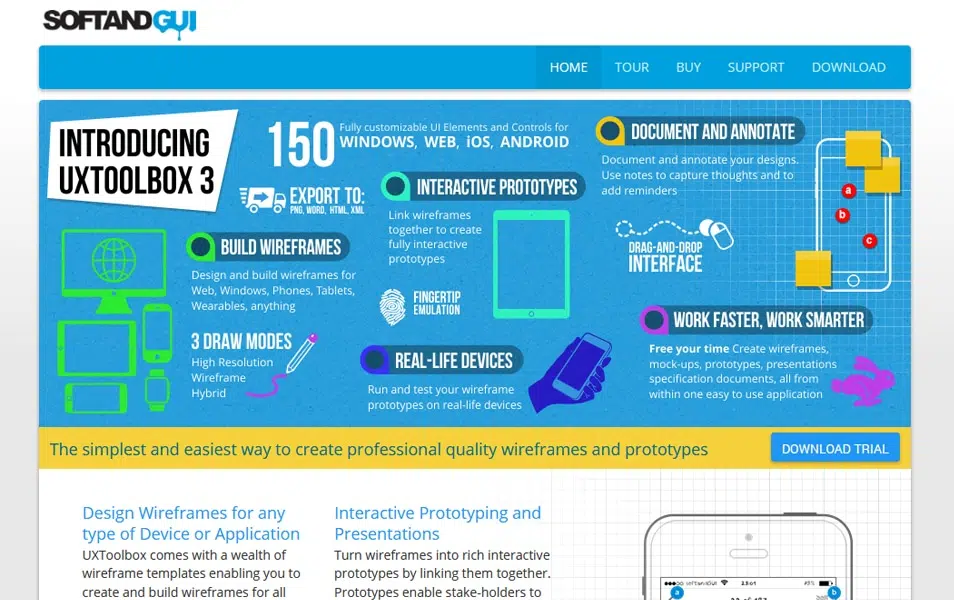 SOFTANDGUI
HOME TOUR BUY SUPPORT DOWNLOAD
INTRODUCING
UXTOOLBOX 3
150
Fully customizable UI Elements and Controls for
WINDOWS, WEB, iOS, ANDROID
EXPORT TO:
PNG, WORD, HTML, XML
INTERACTIVE PROTOTYPES
Link wireframes
together to create
fully interactive
prototypes
DOCUMENT AND ANNOTATE
Document and annotate your designs.
Use notes to capture thoughts and to
add reminders
a
b
c
DRAG-AND-DROP
INTERFACE
BUILD WIREFRAMES
Design and build wireframes for
Web, Windows, Phones, Tablets,
Wearables, anything
3 DRAW MODES
High Resolution
Wireframe
Hybrid
FINGERTIP
EMULATION
REAL-LIFE DEVICES
Run and test your wireframe
prototypes on real-life devices
WORK FASTER, WORK SMARTER
Free your time Create wireframes,
mock-ups, prototypes, presentations
specification documents, all from
within one easy to use application
The simplest and easiest way to create professional quality wireframes and prototypes
DOWNLOAD TRIAL
Design Wireframes for any
type of Device or Application
UXToolbox comes with a wealth of
wireframe templates enabling you to
create and build wireframes for all
Interactive Prototyping and
Presentations
Turn wireframes into rich interactive
prototypes by linking them together.
Prototypes enable stake-holders to
a
b